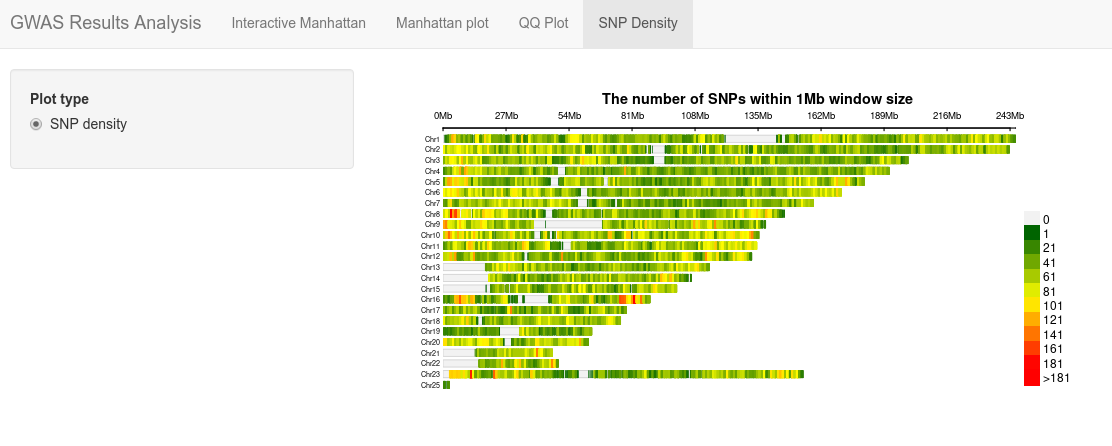 GWAS Results Analysis Interactive Manhattan Manhattan plot QQ Plot SNP Density
Plot type
SNP density
The number of SNPs within 1Mb window size
0Mb 27Mb 54Mb 81Mb 108Mb 135Mb 162Mb 189Mb 216Mb 243Mb
Chr1
Chr2
Chr3
Chr4
Chr5
Chr6
Chr7
Chr8
Chr9
Chr10
Chr11
Chr12
Chr13
Chr14
Chr15
Chr16
Chr17
Chr18
Chr19
Chr20
Chr21
Chr22
Chr23
Chr25
0
1
21
41
61
81
101
121
141
161
181
>181